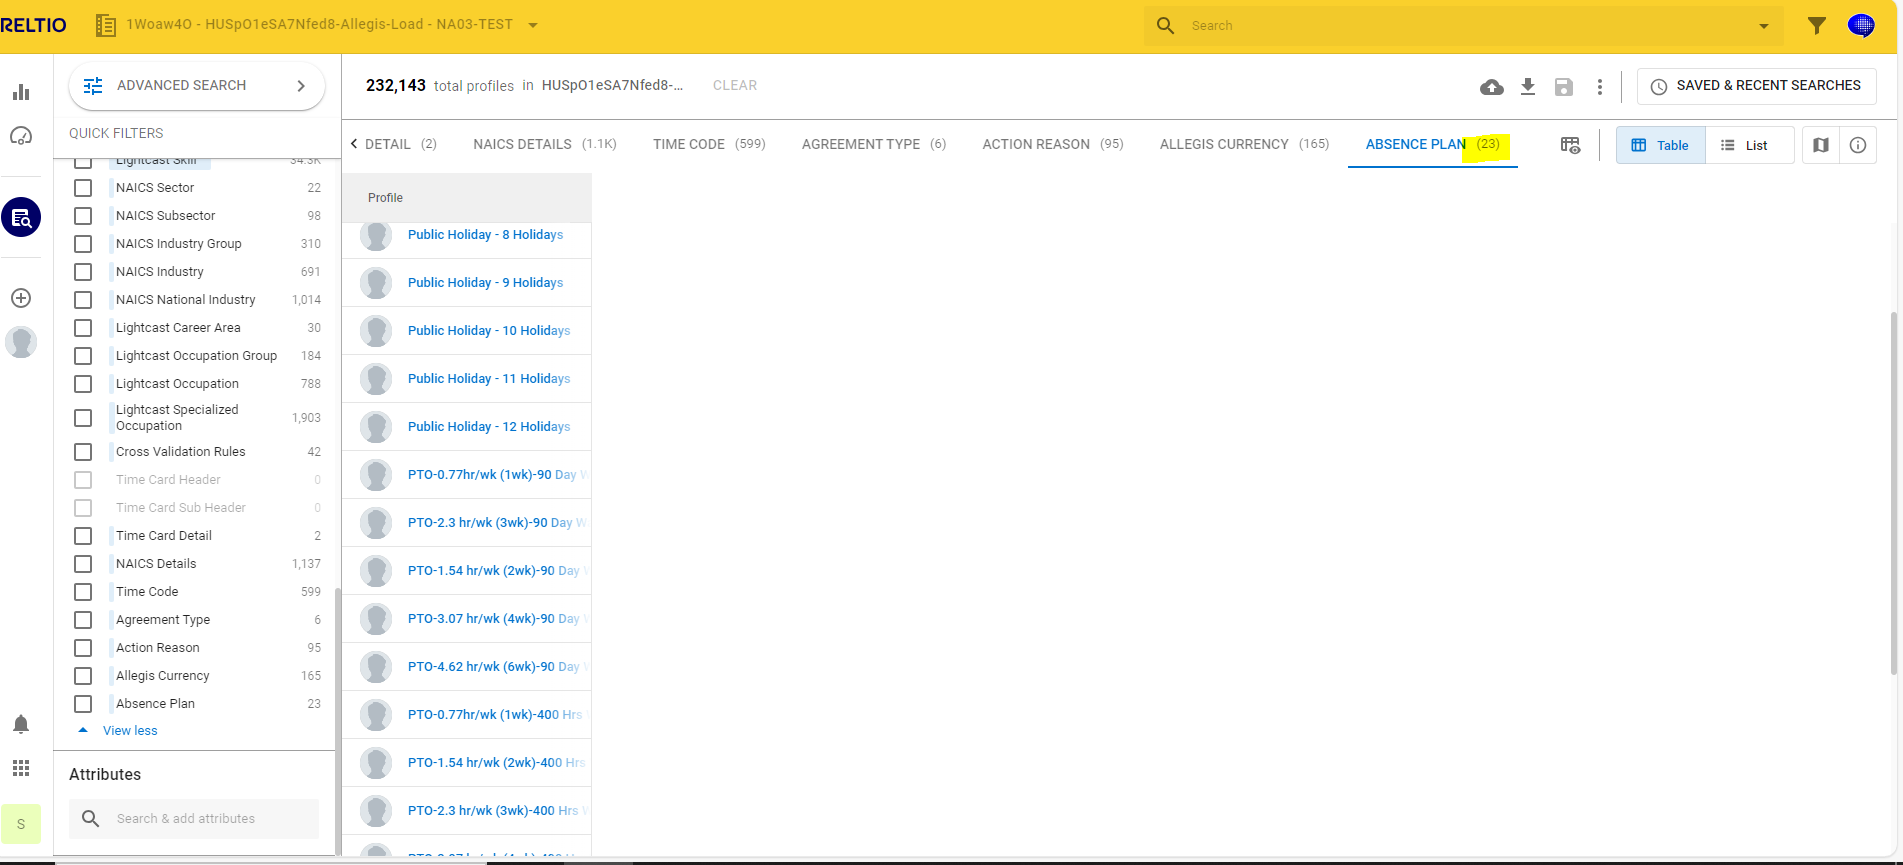 RELTIO
1Woaw4O - HUSpO1eSA7Nfed8-Allegis-Load - NA03-TEST
Search
ADVANCED SEARCH
232,143 total profiles in HUSpO1eSA7Nfed8-...
CLEAR
SAVED & RECENT SEARCHES
QUICK FILTERS
DETAIL (2)
NAICS DETAILS (1.1K)
TIME CODE (599)
AGREEMENT TYPE (6)
ACTION REASON (95)
ALLEGIS CURRENCY (165)
ABSENCE PLAN (23)
Table
List
Lightcast Skill 34.3K
NAICS Sector 22
NAICS Subsector 98
NAICS Industry Group 310
NAICS Industry 691
NAICS National Industry 1,014
Lightcast Career Area 30
Lightcast Occupation Group 184
Lightcast Occupation 788
Lightcast Specialized
Occupation 1,903
Cross Validation Rules 42
Time Card Header 0
Time Card Sub Header 0
Time Card Detail 2
NAICS Details 1,137
Time Code 599
Agreement Type 6
Action Reason 95
Allegis Currency 165
Absence Plan 23
View less
Attributes
Search & add attributes
S
Profile
Public Holiday - 8 Holidays
Public Holiday - 9 Holidays
Public Holiday - 10 Holidays
Public Holiday - 11 Holidays
Public Holiday - 12 Holidays
PTO-0.77hr/wk (1wk)-90 Day W
PTO-2.3 hr/wk (3wk)-90 Day W
PTO-1.54 hr/wk (2wk)-90 Day W
PTO-3.07 hr/wk (4wk)-90 Day W
PTO-4.62 hr/wk (6wk)-90 Day W
PTO-0.77hr/wk (1wk)-400 Hrs
PTO-1.54 hr/wk (2wk)-400 Hrs
PTO-2.3 hr/wk (3wk)-400 Hrs W